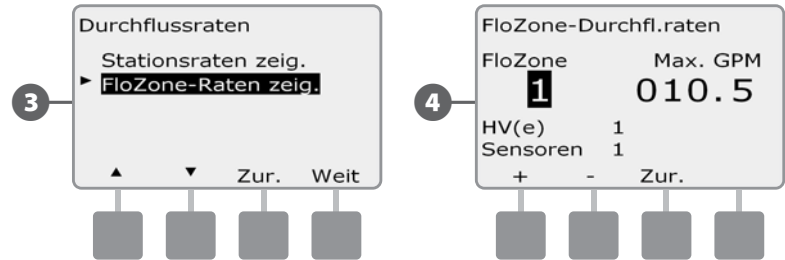 3
Durchflussraten
Stationsraten zeig.
► FloZone-Raten zeig.
▲ ▼ Zur. Weit
4
FloZone-Durchfl.raten
FloZone Max. GPM
1 010.5
HV(e) 1
Sensoren 1
+ - Zur.